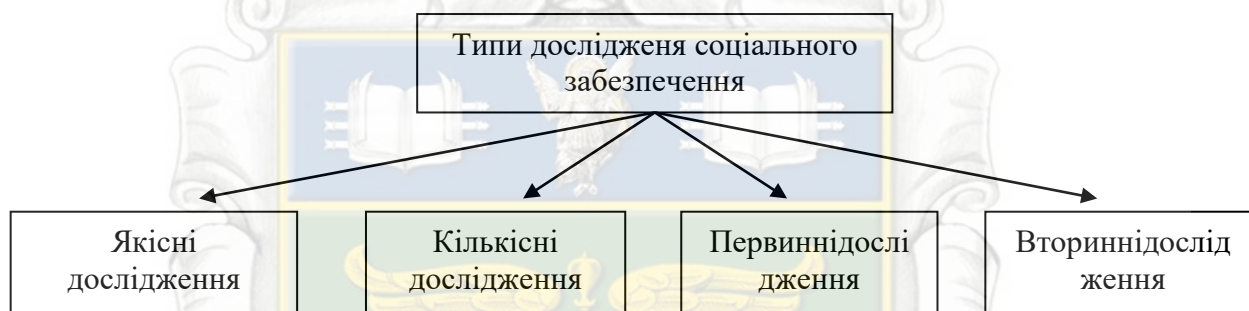 Типи дослідженя соціального
забезпечення
Якісні
дослідження
Кількісні
дослідження
Первиннідослі
дження
Вториннідослід
ження